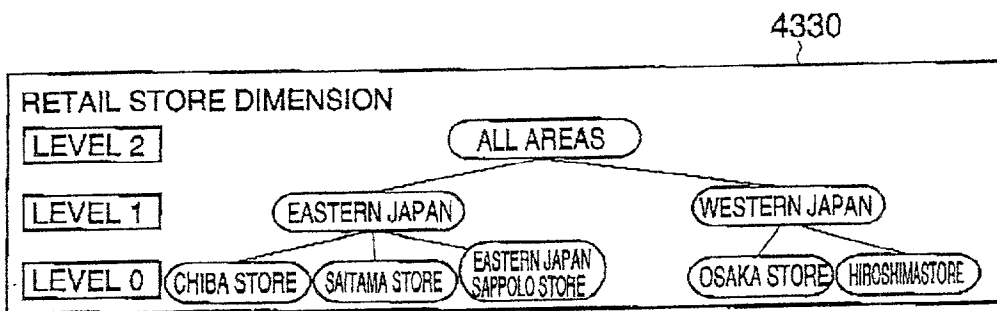 4330
RETAIL STORE DIMENSION
LEVEL 2
ALL AREAS
LEVEL 1
EASTERN JAPAN
WESTERN JAPAN
LEVEL 0
CHIBA STORE
SAITAMA STORE
EASTERN JAPAN
SAPPOLO STORE
OSAKA STORE
HIROSHIMASTORE